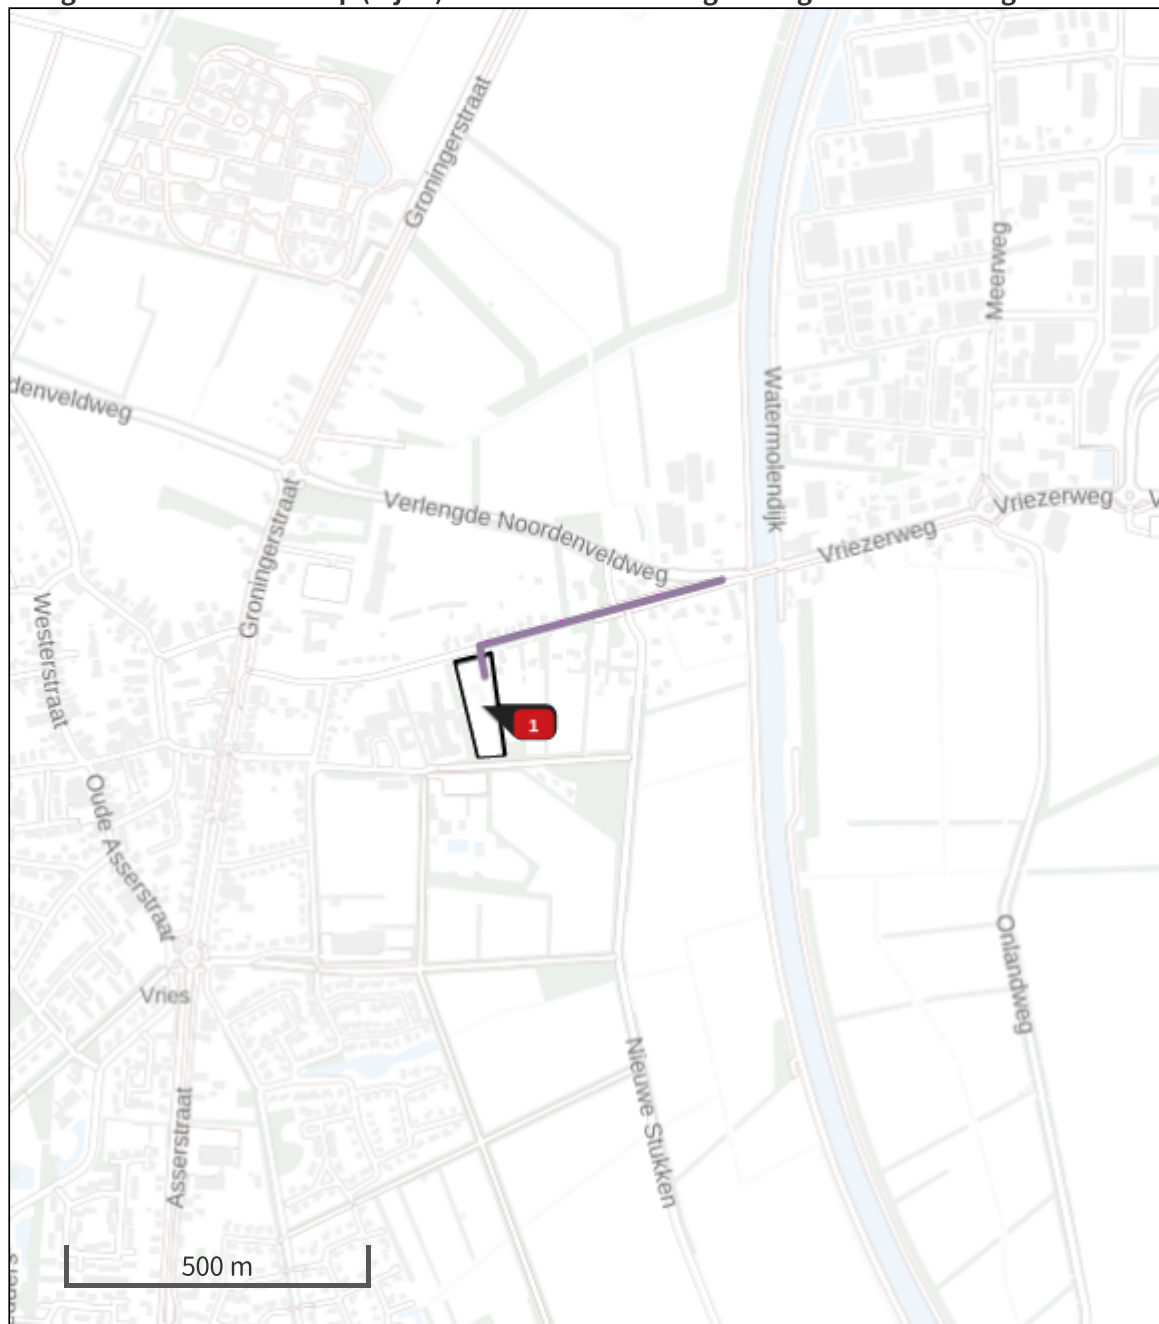 Groningerstraat
Meerweg
Watermolendijk
denveldweg
Verlengde Noordenveldweg
Vriezerweg
Vriezerweg
V
Groningerstraat
Westerstraat
1
Oude Asserstraat
Onlandweg
Vries
Nieuwe Stukken
Asserstraat
500 m